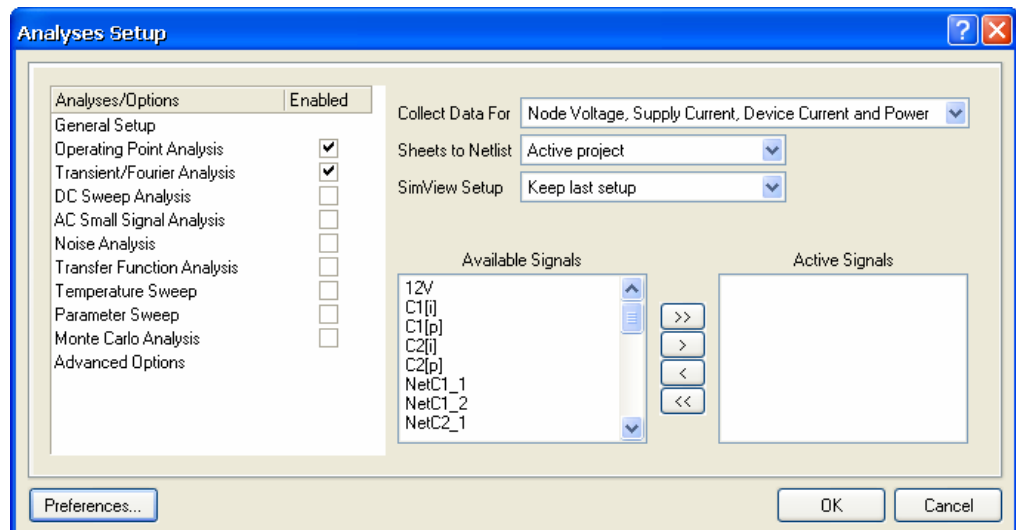 Analyses Setup
Analyses/Options Enabled
General Setup
Operating Point Analysis
Transient/Fourier Analysis
DC Sweep Analysis
AC Small Signal Analysis
Noise Analysis
Transfer Function Analysis
Temperature Sweep
Parameter Sweep
Monte Carlo Analysis
Advanced Options
Collect Data For Node Voltage, Supply Current, Device Current and Power
Sheets to Netlist Active project
SimView Setup Keep last setup
Available Signals
12V
C1[i]
C1[p]
C2[i]
C2[p]
NetC1_1
NetC1_2
NetC2_1
>>
>
<
<<
Active Signals
Preferences...
OK
Cancel